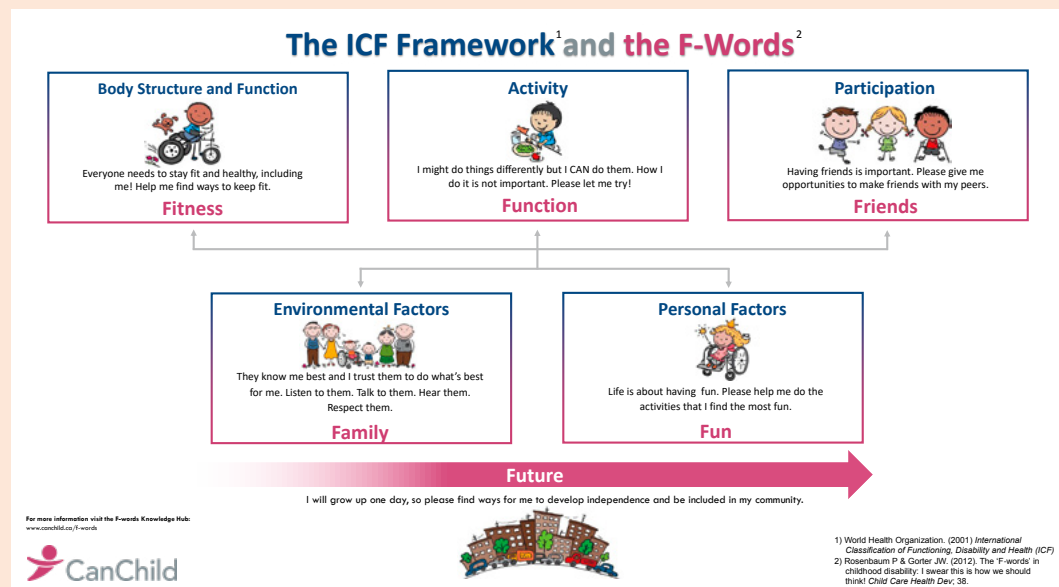 The ICF Framework¹and the F-Words²
Body Structure and Function
Everyone needs to stay fit and healthy, including
me! Help me find ways to keep fit.
Fitness
Activity
I might do things differently but I CAN do them. How I
do it is not important. Please let me try!
Function
Participation
Having friends is important. Please give me
opportunities to make friends with my peers.
Friends
Environmental Factors
They know me best and I trust them to do what's best
for me. Listen to them. Talk to them. Hear them.
Respect them.
Family
Personal Factors
Life is about having fun. Please help me do the
activities that I find the most fun.
Fun
Future
I will grow up one day, so please find ways for me to develop independence and be included in my community.
For more information visit the F-words Knowledge Hub:
www.canchild.ca/f-words
CanChild
1) World Health Organization. (2001) International
Classification of Functioning, Disability and Health (ICF)
2) Rosenbaum P & Gorter JW. (2012). The 'F-words' in
childhood disability: I swear this is how we should
think! Child Care Health Dev; 38.